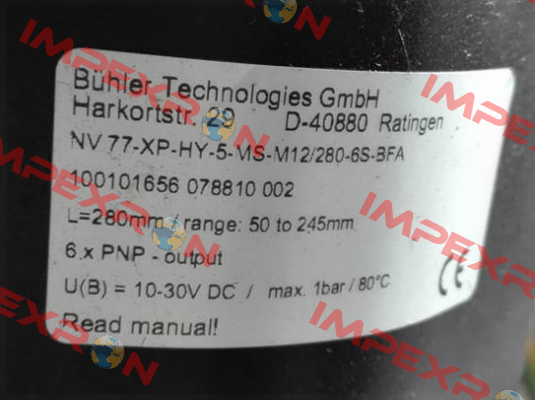 Bühler Technologies GmbH
Harkortstr. 29 D-40880 Ratingen
NV 77-XP-HY-5-MS-M12/280-6S-BFA
100101656 078810 002
L=280mm / range: 50 to 245mm
6.x PNP - output
U(B) = 10-30V DC / max. 1bar / 80°C
Read manual!
CE
IMPEXRON
IMPEXRON
IMPEXRON
IMPEXRON
IMPEXRON